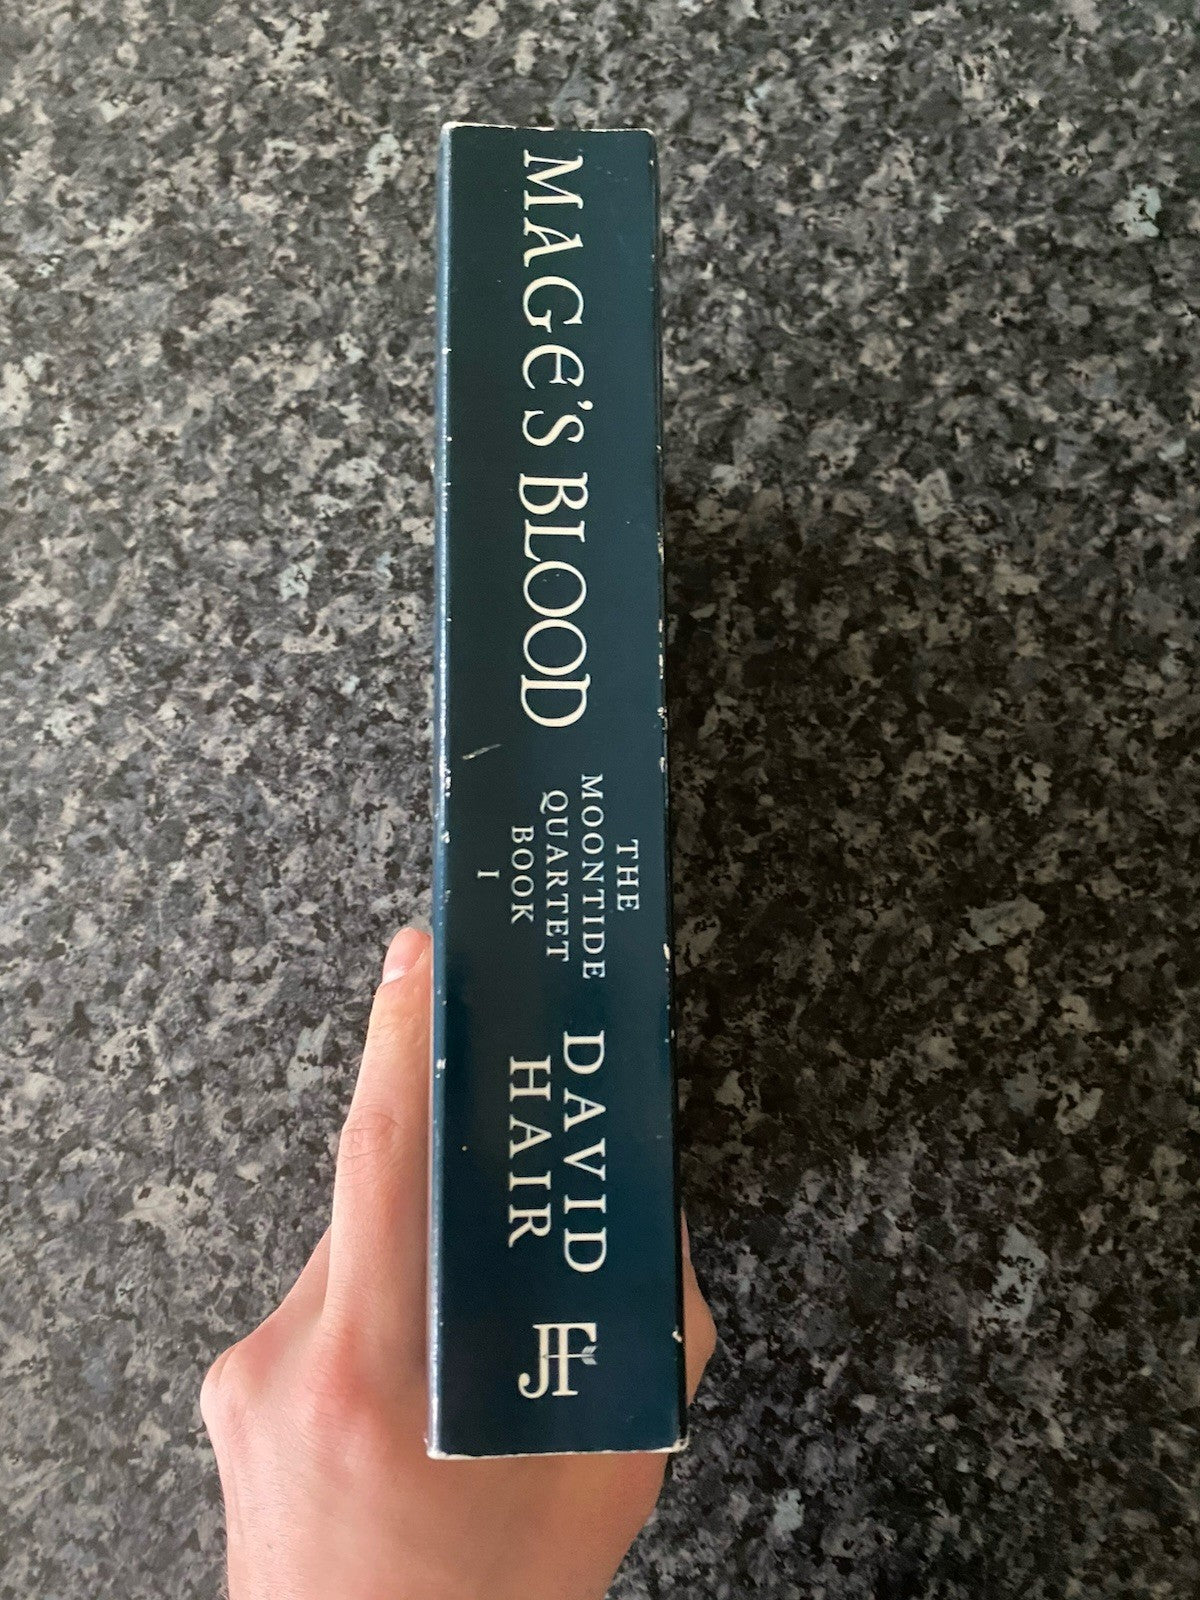 MAGE'S BLOOD
THE
MOONTIDE
QUARTET
BOOK
I
DAVID
HAIR
JF